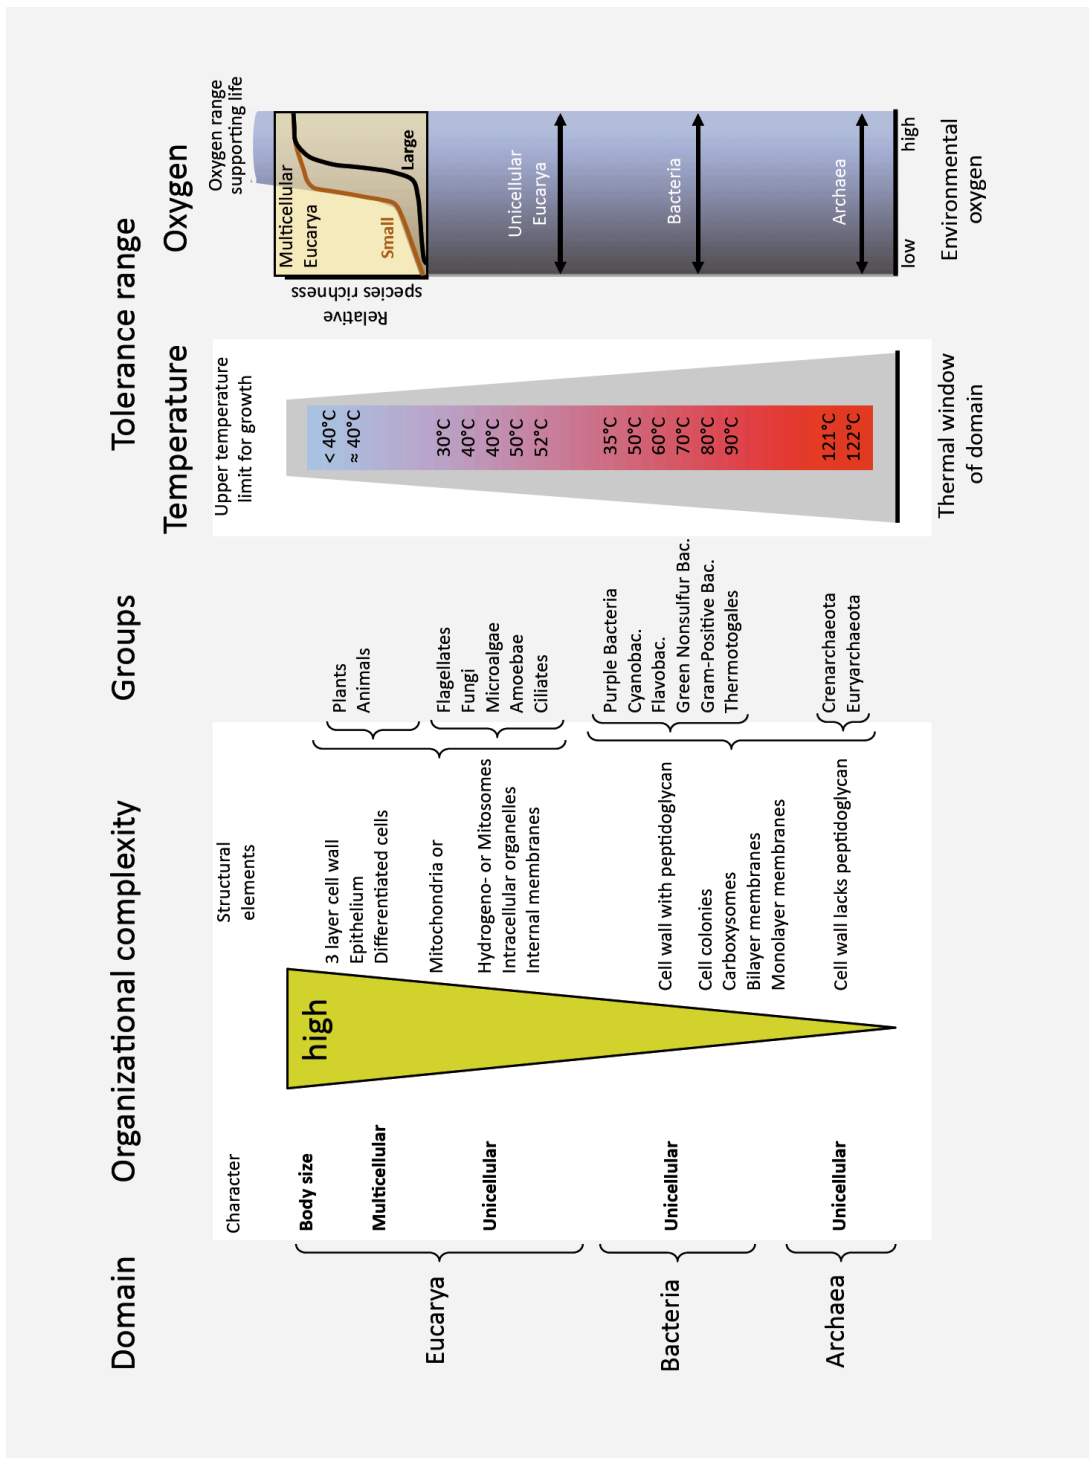 Domain
Organizational complexity
Groups
Tolerance range
Temperature
Oxygen
Character
Structural
elements
Upper temperature
limit for growth
Oxygen range
supporting life
Eucarya
Body size
Multicellular
Unicellular
high
3 layer cell wall
Epithelium
Differentiated cells
Mitochondria or
Hydrogeno- or Mitosomes
Intracellular organelles
Internal membranes
Plants
Animals
Flagellates
Fungi
Microalgae
Amoebae
Ciliates
< 40°C
≈ 40°C
30°C
40°C
40°C
50°C
52°C
Relative
species richness
Multicellular
Eucarya
Small
Large
Unicellular
Eucarya
Bacteria
Unicellular
Cell wall with peptidoglycan
Cell colonies
Carboxysomes
Bilayer membranes
Monolayer membranes
Purple Bacteria
Cyanobac.
Flavobac.
Green Nonsulfur Bac.
Gram-Positive Bac.
Thermotogales
35°C
50°C
60°C
70°C
80°C
90°C
Bacteria
Archaea
Unicellular
Cell wall lacks peptidoglycan
Crenarchaeota
Euryarchaeota
121°C
122°C
Archaea
low
high
Thermal window
of domain
Environmental
oxygen